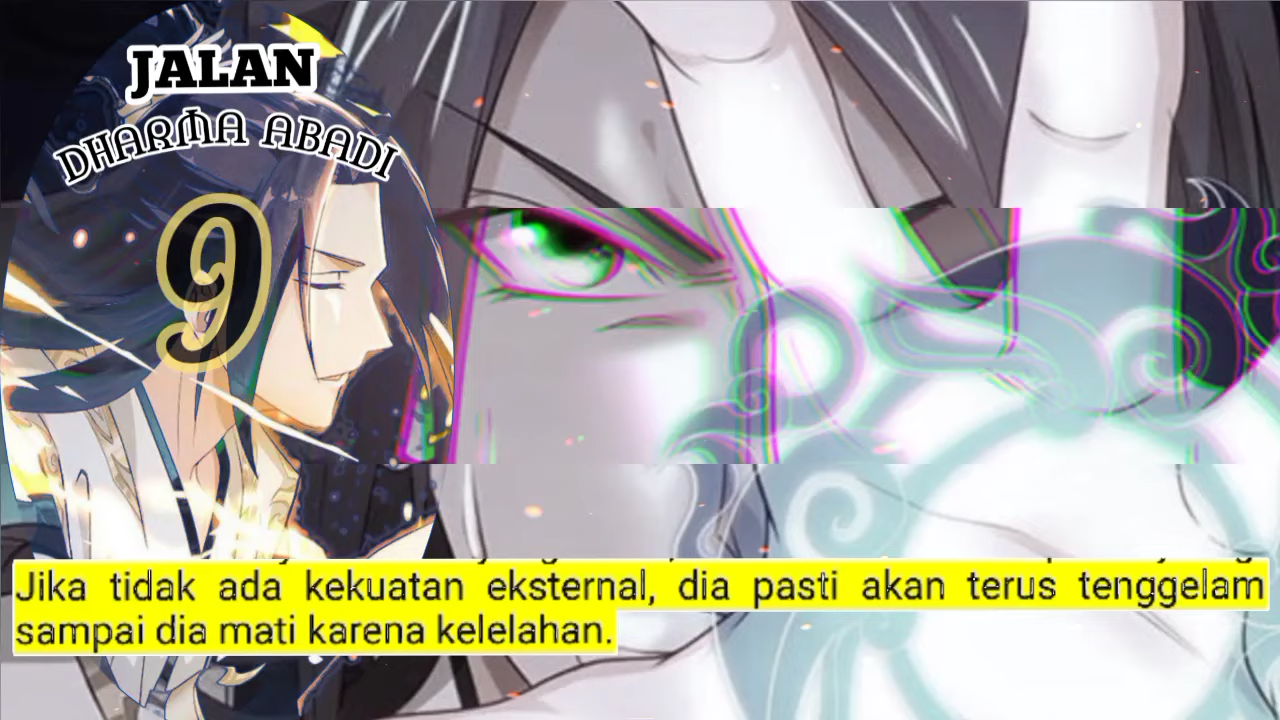 JALAN
DHARMA ABADI
9
Jika tidak ada kekuatan eksternal, dia pasti akan terus tenggelam
sampai dia mati karena kelelahan.